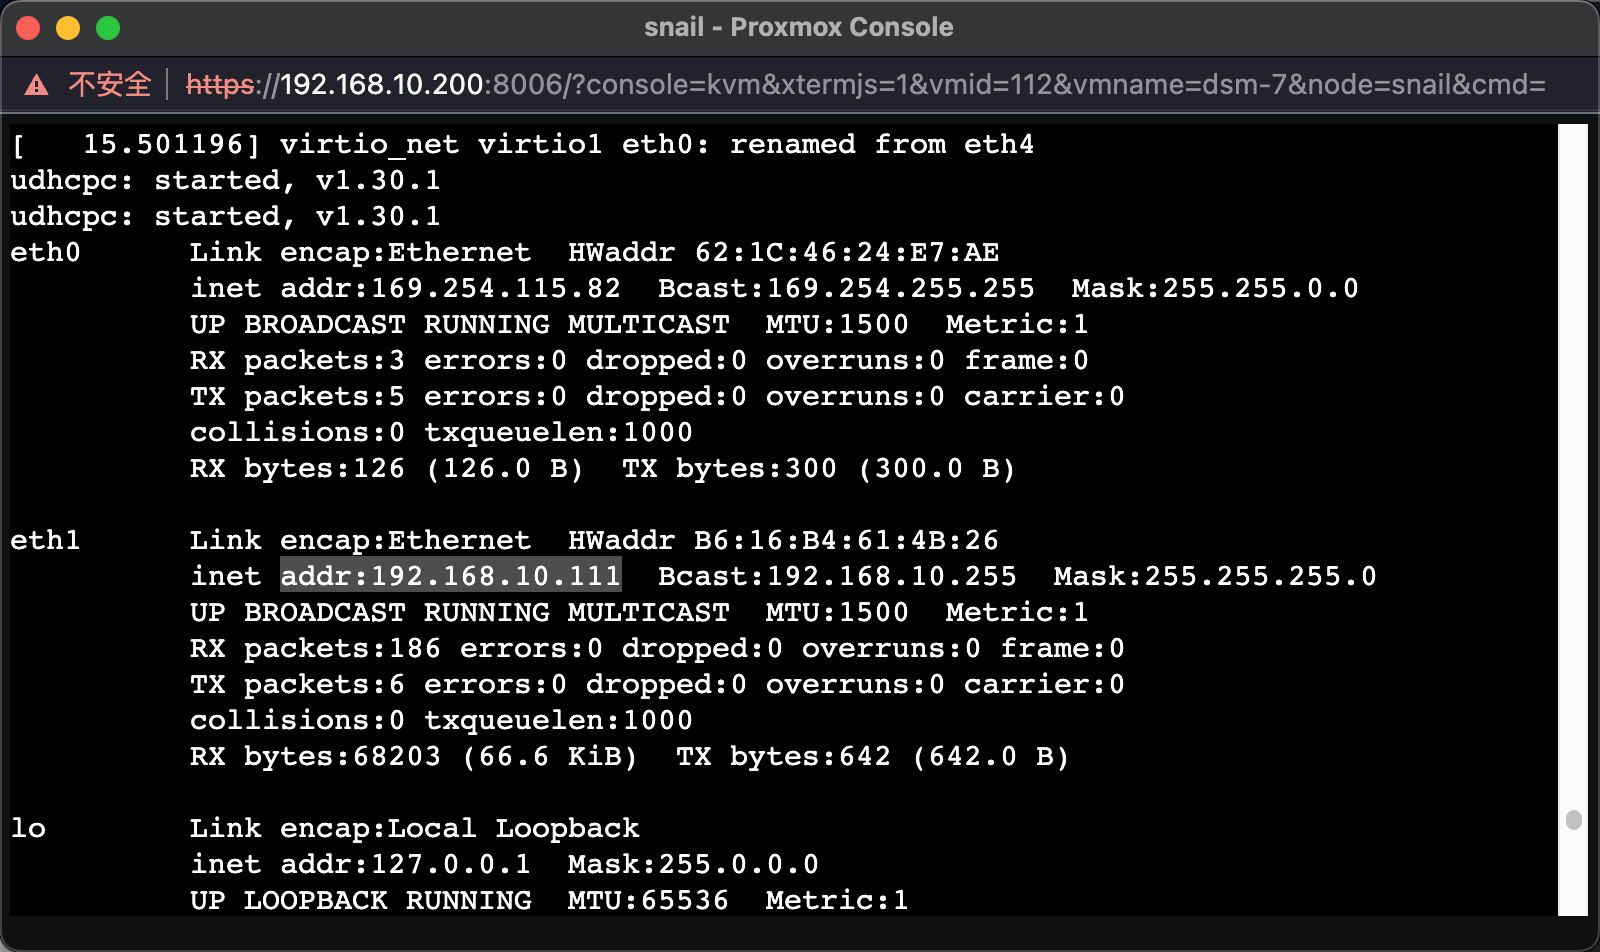 snail - Proxmox Console
不安全 https://192.168.10.200:8006/?console=kvm&xtermjs=1&vmid=112&vmname=dsm-7&node=snail&cmd=
[   15.501196] virtio_net virtio1 eth0: renamed from eth4
udhcpc: started, v1.30.1
udhcpc: started, v1.30.1
eth0      Link encap:Ethernet  HWaddr 62:1C:46:24:E7:AE
          inet addr:169.254.115.82  Bcast:169.254.255.255  Mask:255.255.0.0
          UP BROADCAST RUNNING MULTICAST  MTU:1500  Metric:1
          RX packets:3 errors:0 dropped:0 overruns:0 frame:0
          TX packets:5 errors:0 dropped:0 overruns:0 carrier:0
          collisions:0 txqueuelen:1000
          RX bytes:126 (126.0 B)  TX bytes:300 (300.0 B)
eth1      Link encap:Ethernet  HWaddr B6:16:B4:61:4B:26
          inet addr:192.168.10.111  Bcast:192.168.10.255  Mask:255.255.255.0
          UP BROADCAST RUNNING MULTICAST  MTU:1500  Metric:1
          RX packets:186 errors:0 dropped:0 overruns:0 frame:0
          TX packets:6 errors:0 dropped:0 overruns:0 carrier:0
          collisions:0 txqueuelen:1000
          RX bytes:68203 (66.6 KiB)  TX bytes:642 (642.0 B)
lo        Link encap:Local Loopback
          inet addr:127.0.0.1  Mask:255.0.0.0
          UP LOOPBACK RUNNING  MTU:65536  Metric:1